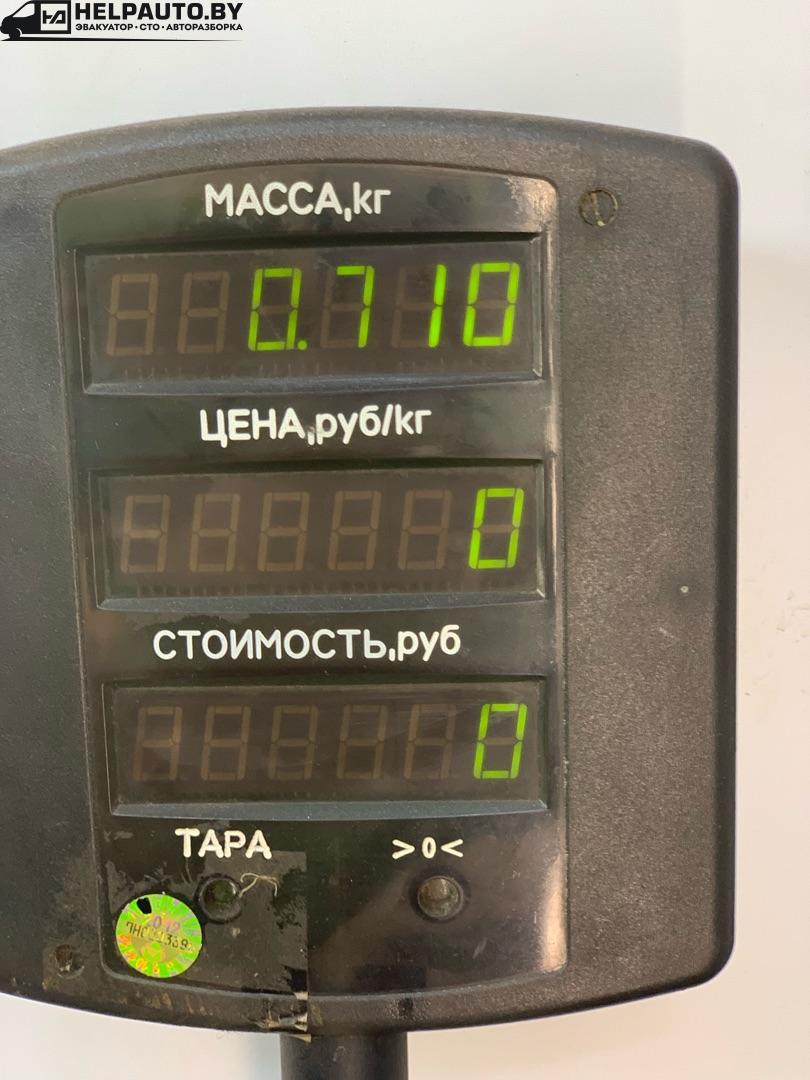 HELPAUTO.BY
ЭВАКУАТОР • СТО • АВТОРАЗБОРКА
МАССА,кг
0.710
ЦЕНА,руб/кг
0
СТОИМОСТЬ,руб
0
ТАРА >0<